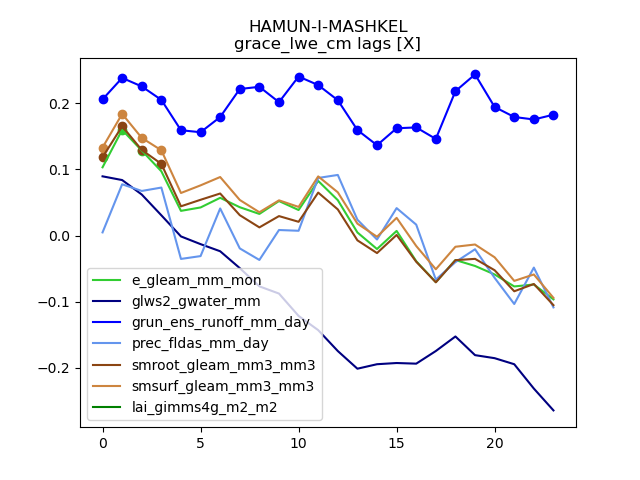 HAMUN-I-MASHKEL
grace_lwe_cm lags [X]
0.2
0.1
0.0
−0.1
−0.2
e_gleam_mm_mon
glws2_gwater_mm
grun_ens_runoff_mm_day
prec_fldas_mm_day
smroot_gleam_mm3_mm3
smsurf_gleam_mm3_mm3
lai_gimms4g_m2_m2
0 5 10 15 20